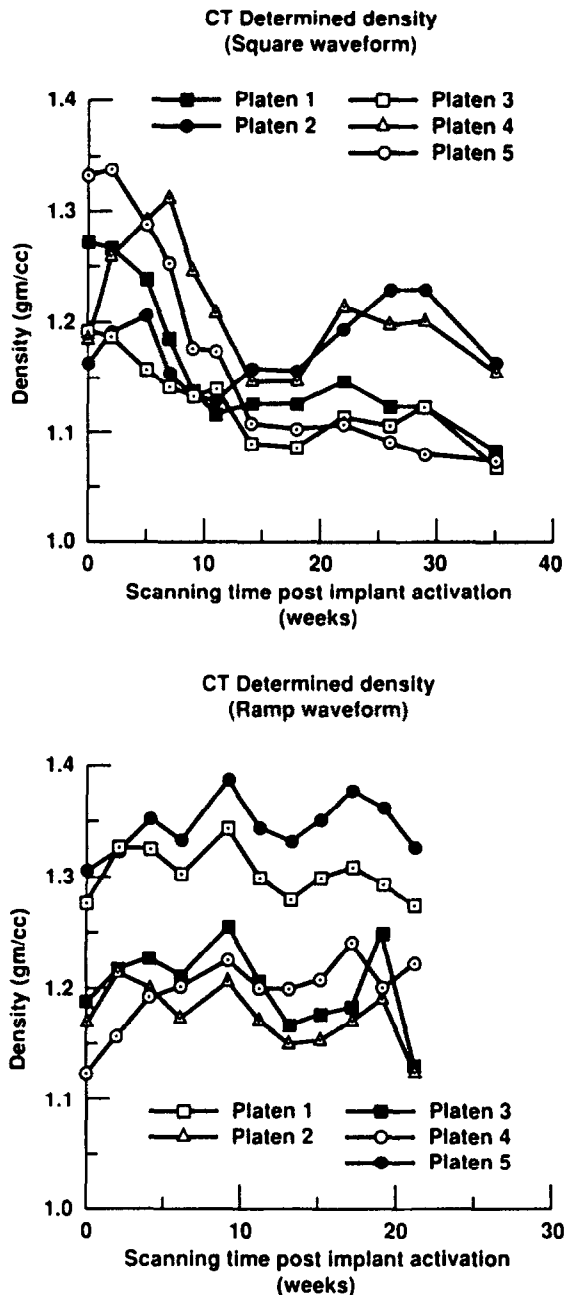 CT Determined density
(Square waveform)
Platen 1
Platen 3
Platen 2
Platen 4
Platen 5
1.4
1.3
1.2
1.1
1.0
Density (gm/cc)
0
10
20
30
40
Scanning time post implant activation
(weeks)
CT Determined density
(Ramp waveform)
1.4
1.3
1.2
1.1
1.0
Density (gm/cc)
Platen 1
Platen 3
Platen 2
Platen 4
Platen 5
0
10
20
30
Scanning time post implant activation
(weeks)